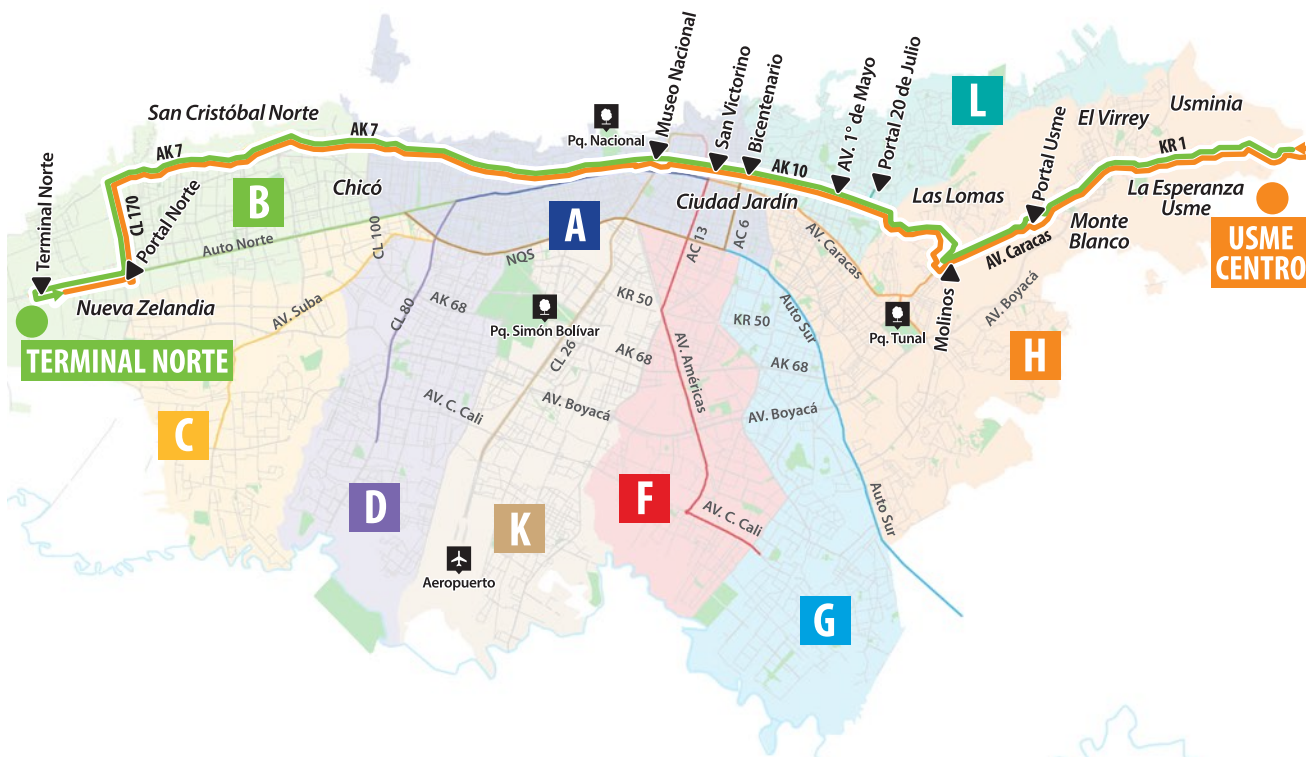 San Cristóbal Norte
AK 7
AK 7
Terminal Norte
CL 170
Portal Norte
B
Auto Norte
Nueva Zelandia
TERMINAL NORTE
Chicó
CL 100
AV. Suba
C
Pq. Nacional
Museo Nacional
San Victorino
Bicentenario
AK 10
AV. 1° de Mayo
Portal 20 de Julio
L
A
Ciudad Jardín
NQS
CL 80
AK 68
Pq. Simón Bolívar
KR 50
CL 26
AK 68
AV. C. Cali
AV. Boyacá
AC 13
AC 6
AV. Caracas
AV. Américas
KR 50
Auto Sur
AK 68
AV. Boyacá
Pq. Tunal
Molinos
Las Lomas
El Virrey
Usminia
Portal Usme
KR 1
La Esperanza
Usme
Monte
Blanco
AV. Caracas
AV. Boyacá
USME
CENTRO
H
D
K
F
AV. C. Cali
Auto Sur
Aeropuerto
G